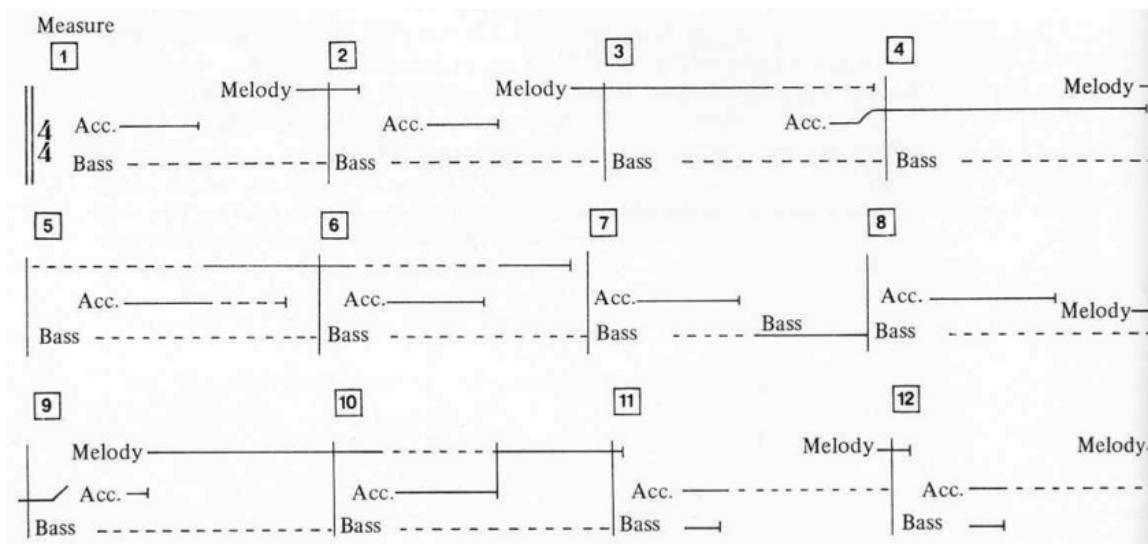 Measure
1 2 3 4
Melody Melody Melody
4 Acc. Acc. Acc.
4 Bass Bass Bass Bass
5 6 7 8
Acc. Acc. Acc. Acc.
Melody
Bass Bass Bass Bass Bass
9 10 11 12
Melody Melody Melody
Acc. Acc. Acc. Acc.
Bass Bass Bass Bass